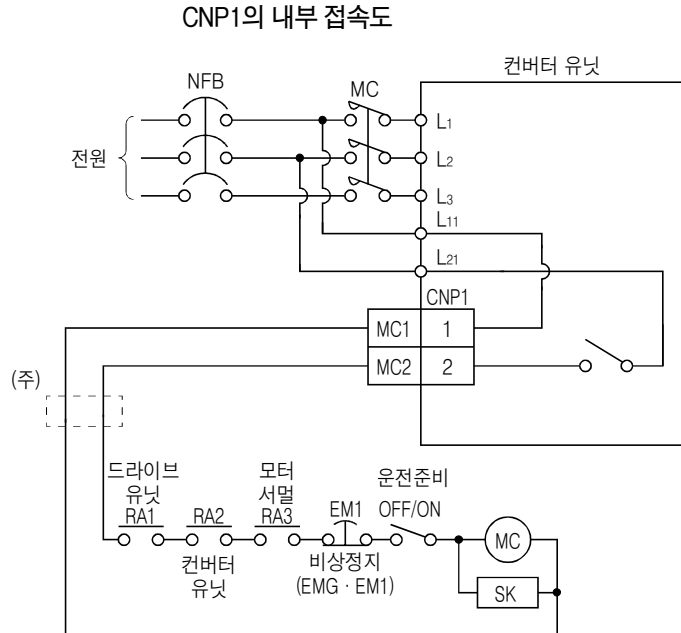 CNP1의 내부 접속도
컨버터 유닛
NFB
MC
전원
L1
L2
L3
L11
L21
CNP1
MC1 1
MC2 2
(주)
드라이브
유닛
RA1
RA2
컨버터
유닛
모터
서멀
RA3
EM1
비상정지
(EMG · EM1)
운전준비
OFF/ON
MC
SK